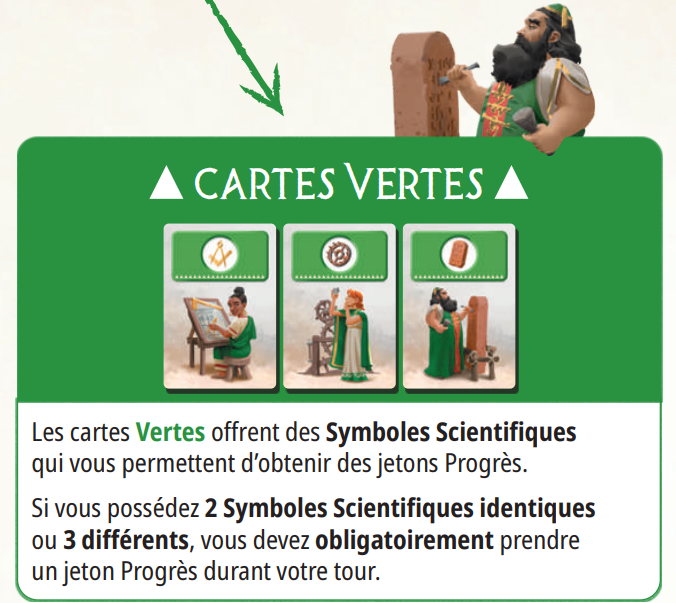 CARTES VERTES
Les cartes Vertes offrent des Symboles Scientifiques
qui vous permettent d’obtenir des jetons Progrès.
Si vous possédez 2 Symboles Scientifiques identiques
ou 3 différents, vous devez obligatoirement prendre
un jeton Progrès durant votre tour.